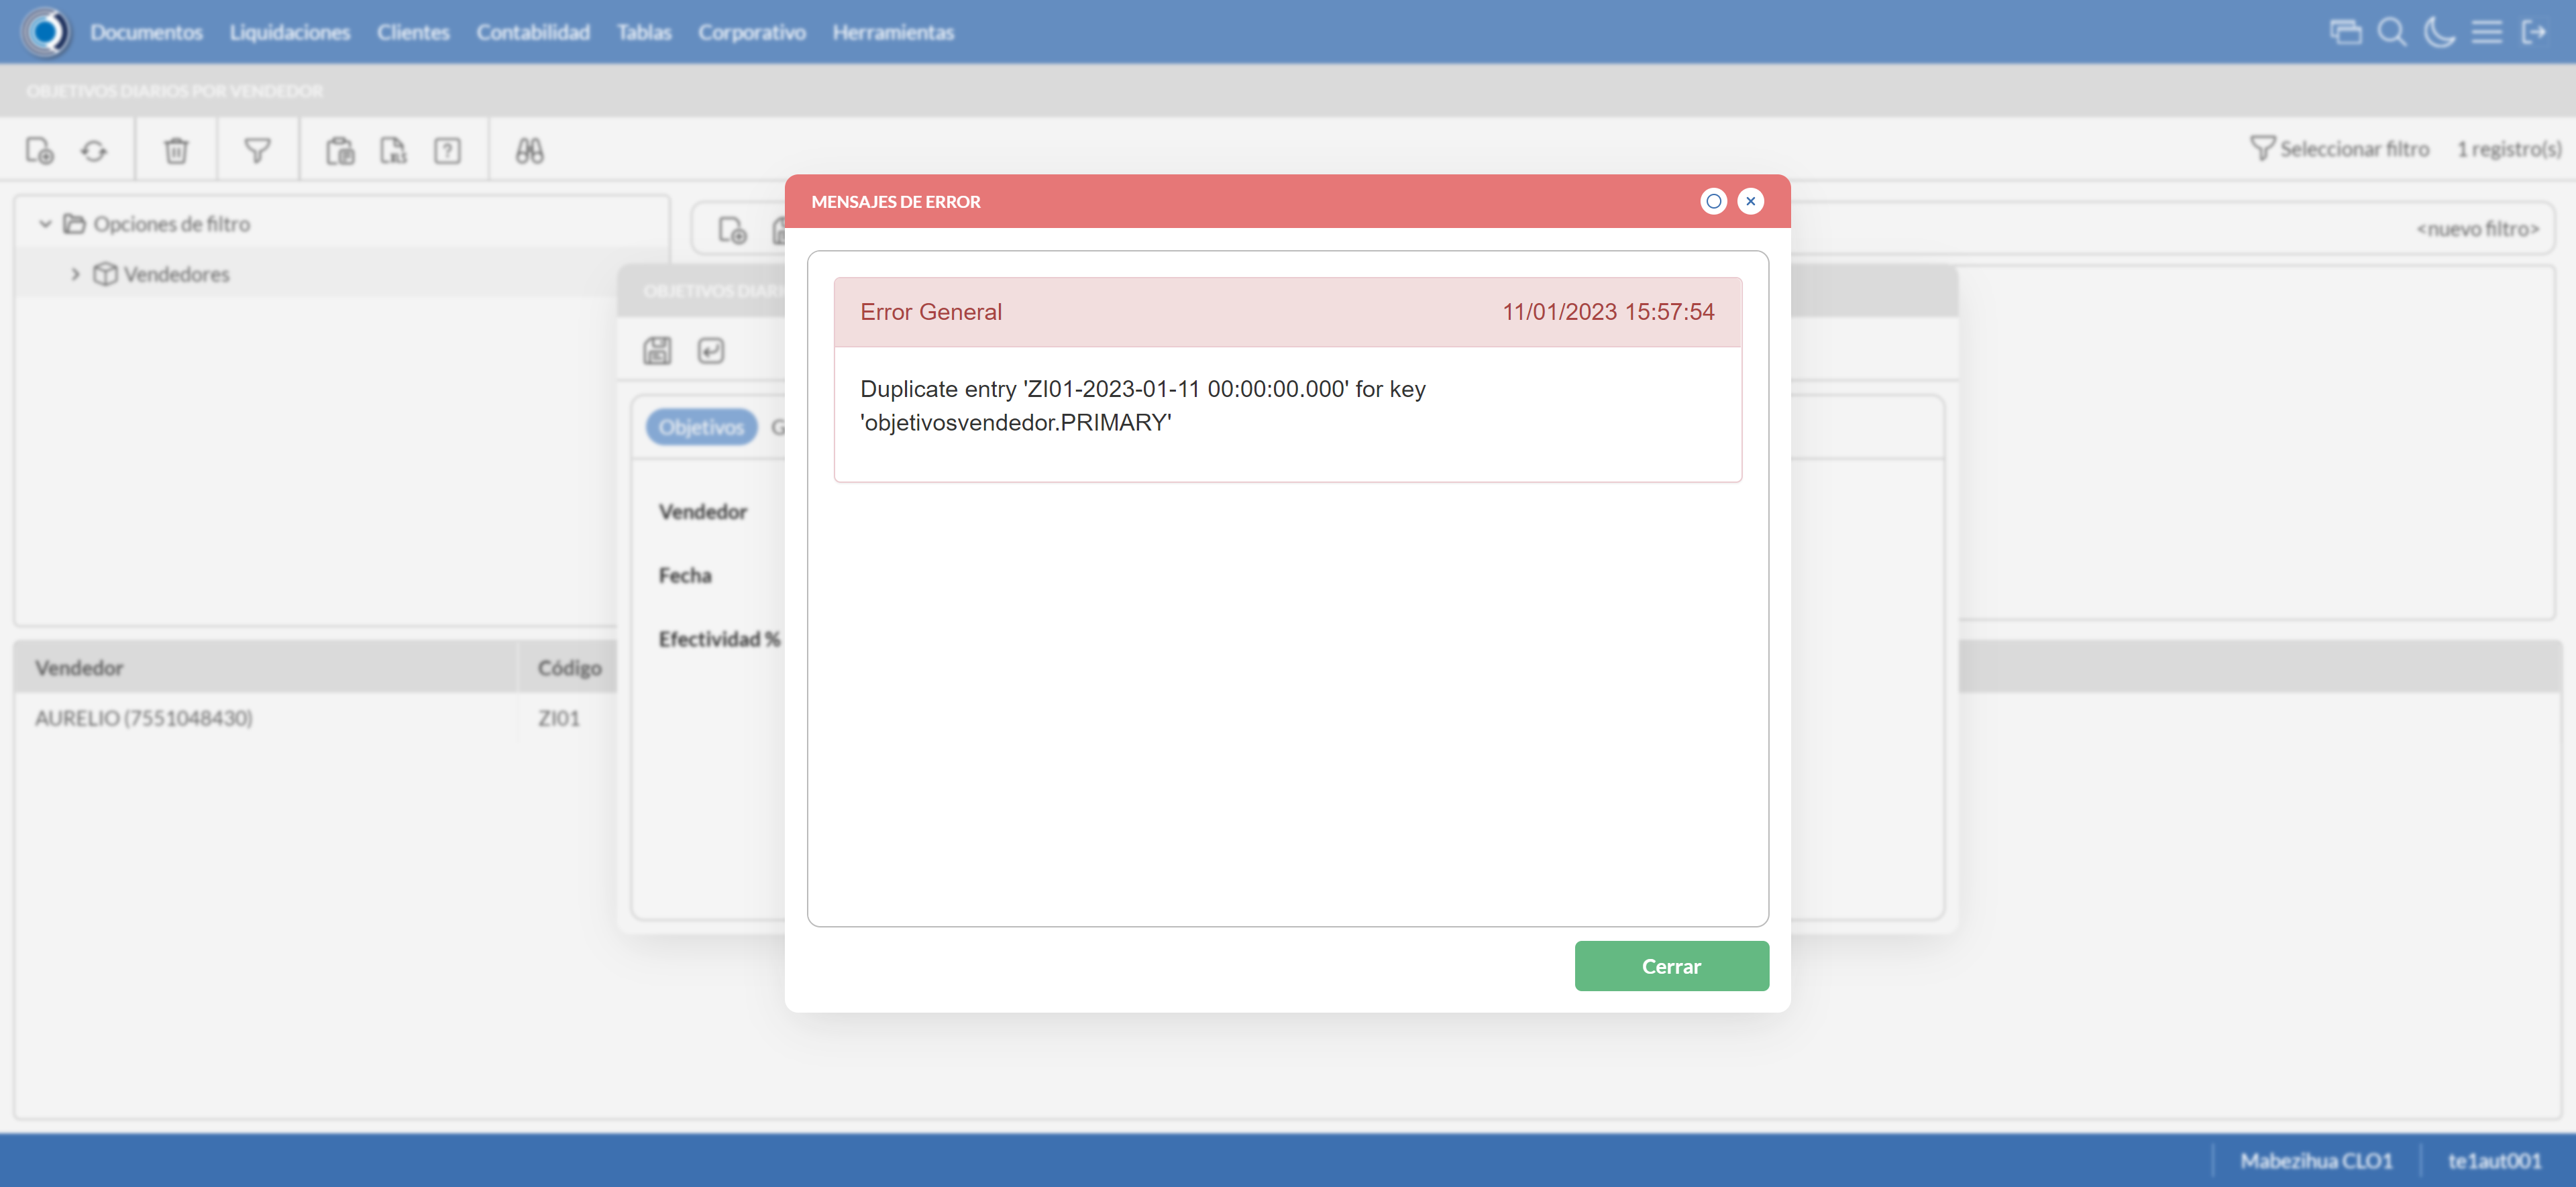 Documentos Liquidaciones Clientes Contabilidad Tablas Corporativo Herramientas
OBJETIVOS DIARIOS POR VENDEDOR
XLS ?
Seleccionar filtro 1 registro(s)
Opciones de filtro
<nuevo filtro>
Vendedores
MENSAJES DE ERROR
Error General 11/01/2023 15:57:54
Duplicate entry 'ZI01-2023-01-11 00:00:00.000' for key
'objetivosvendedor.PRIMARY'
Cerrar
OBJETIVOS
Objetivos G
Vendedor
Fecha
Efectividad %
Vendedor Código
AURELIO (7551048430) ZI01
Mabezihua CLO1 te1aut001